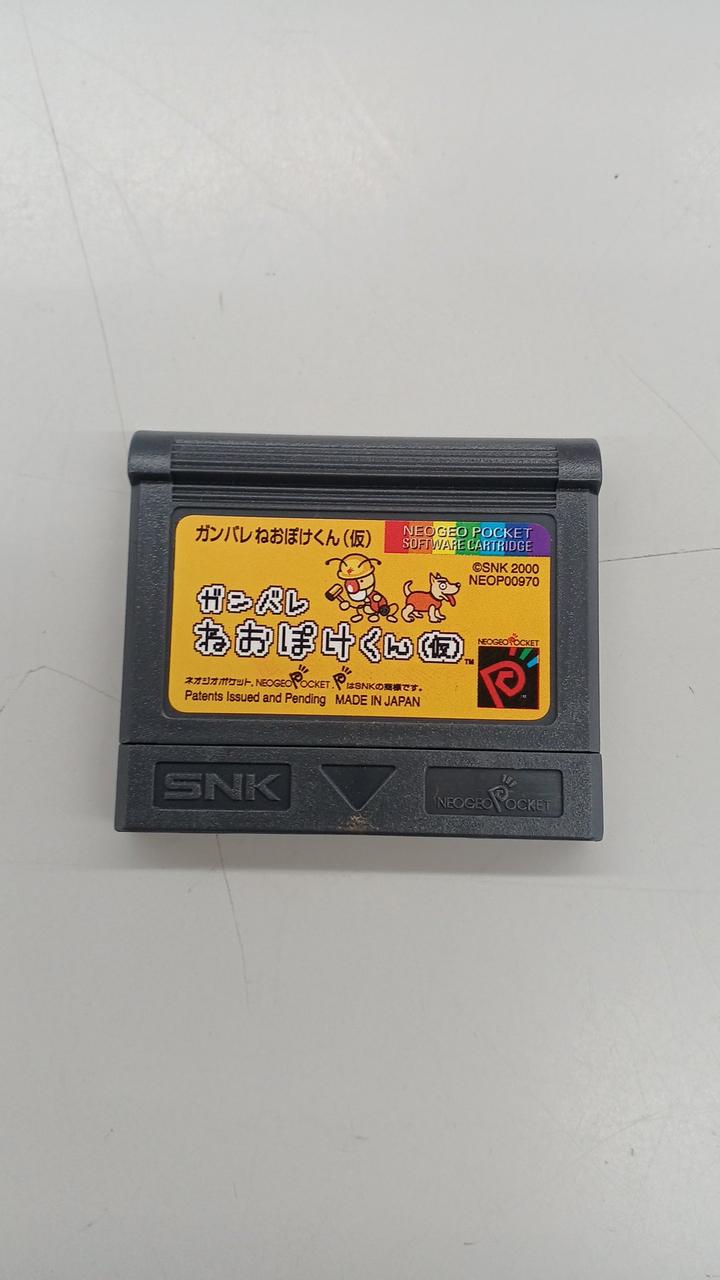 ガンバレ ねおぽけくん(仮)
NEOGEO POCKET
SOFTWARE CARTRIDGE
©SNK 2000
NEOP00970
ガンバレ
ねおぽけくん(仮)™
NEOGEO POCKET
ネオジオポケット, NEOGEO POCKET, P はSNKの商標です。
Patents Issued and Pending MADE IN JAPAN
SNK
NEOGEO POCKET